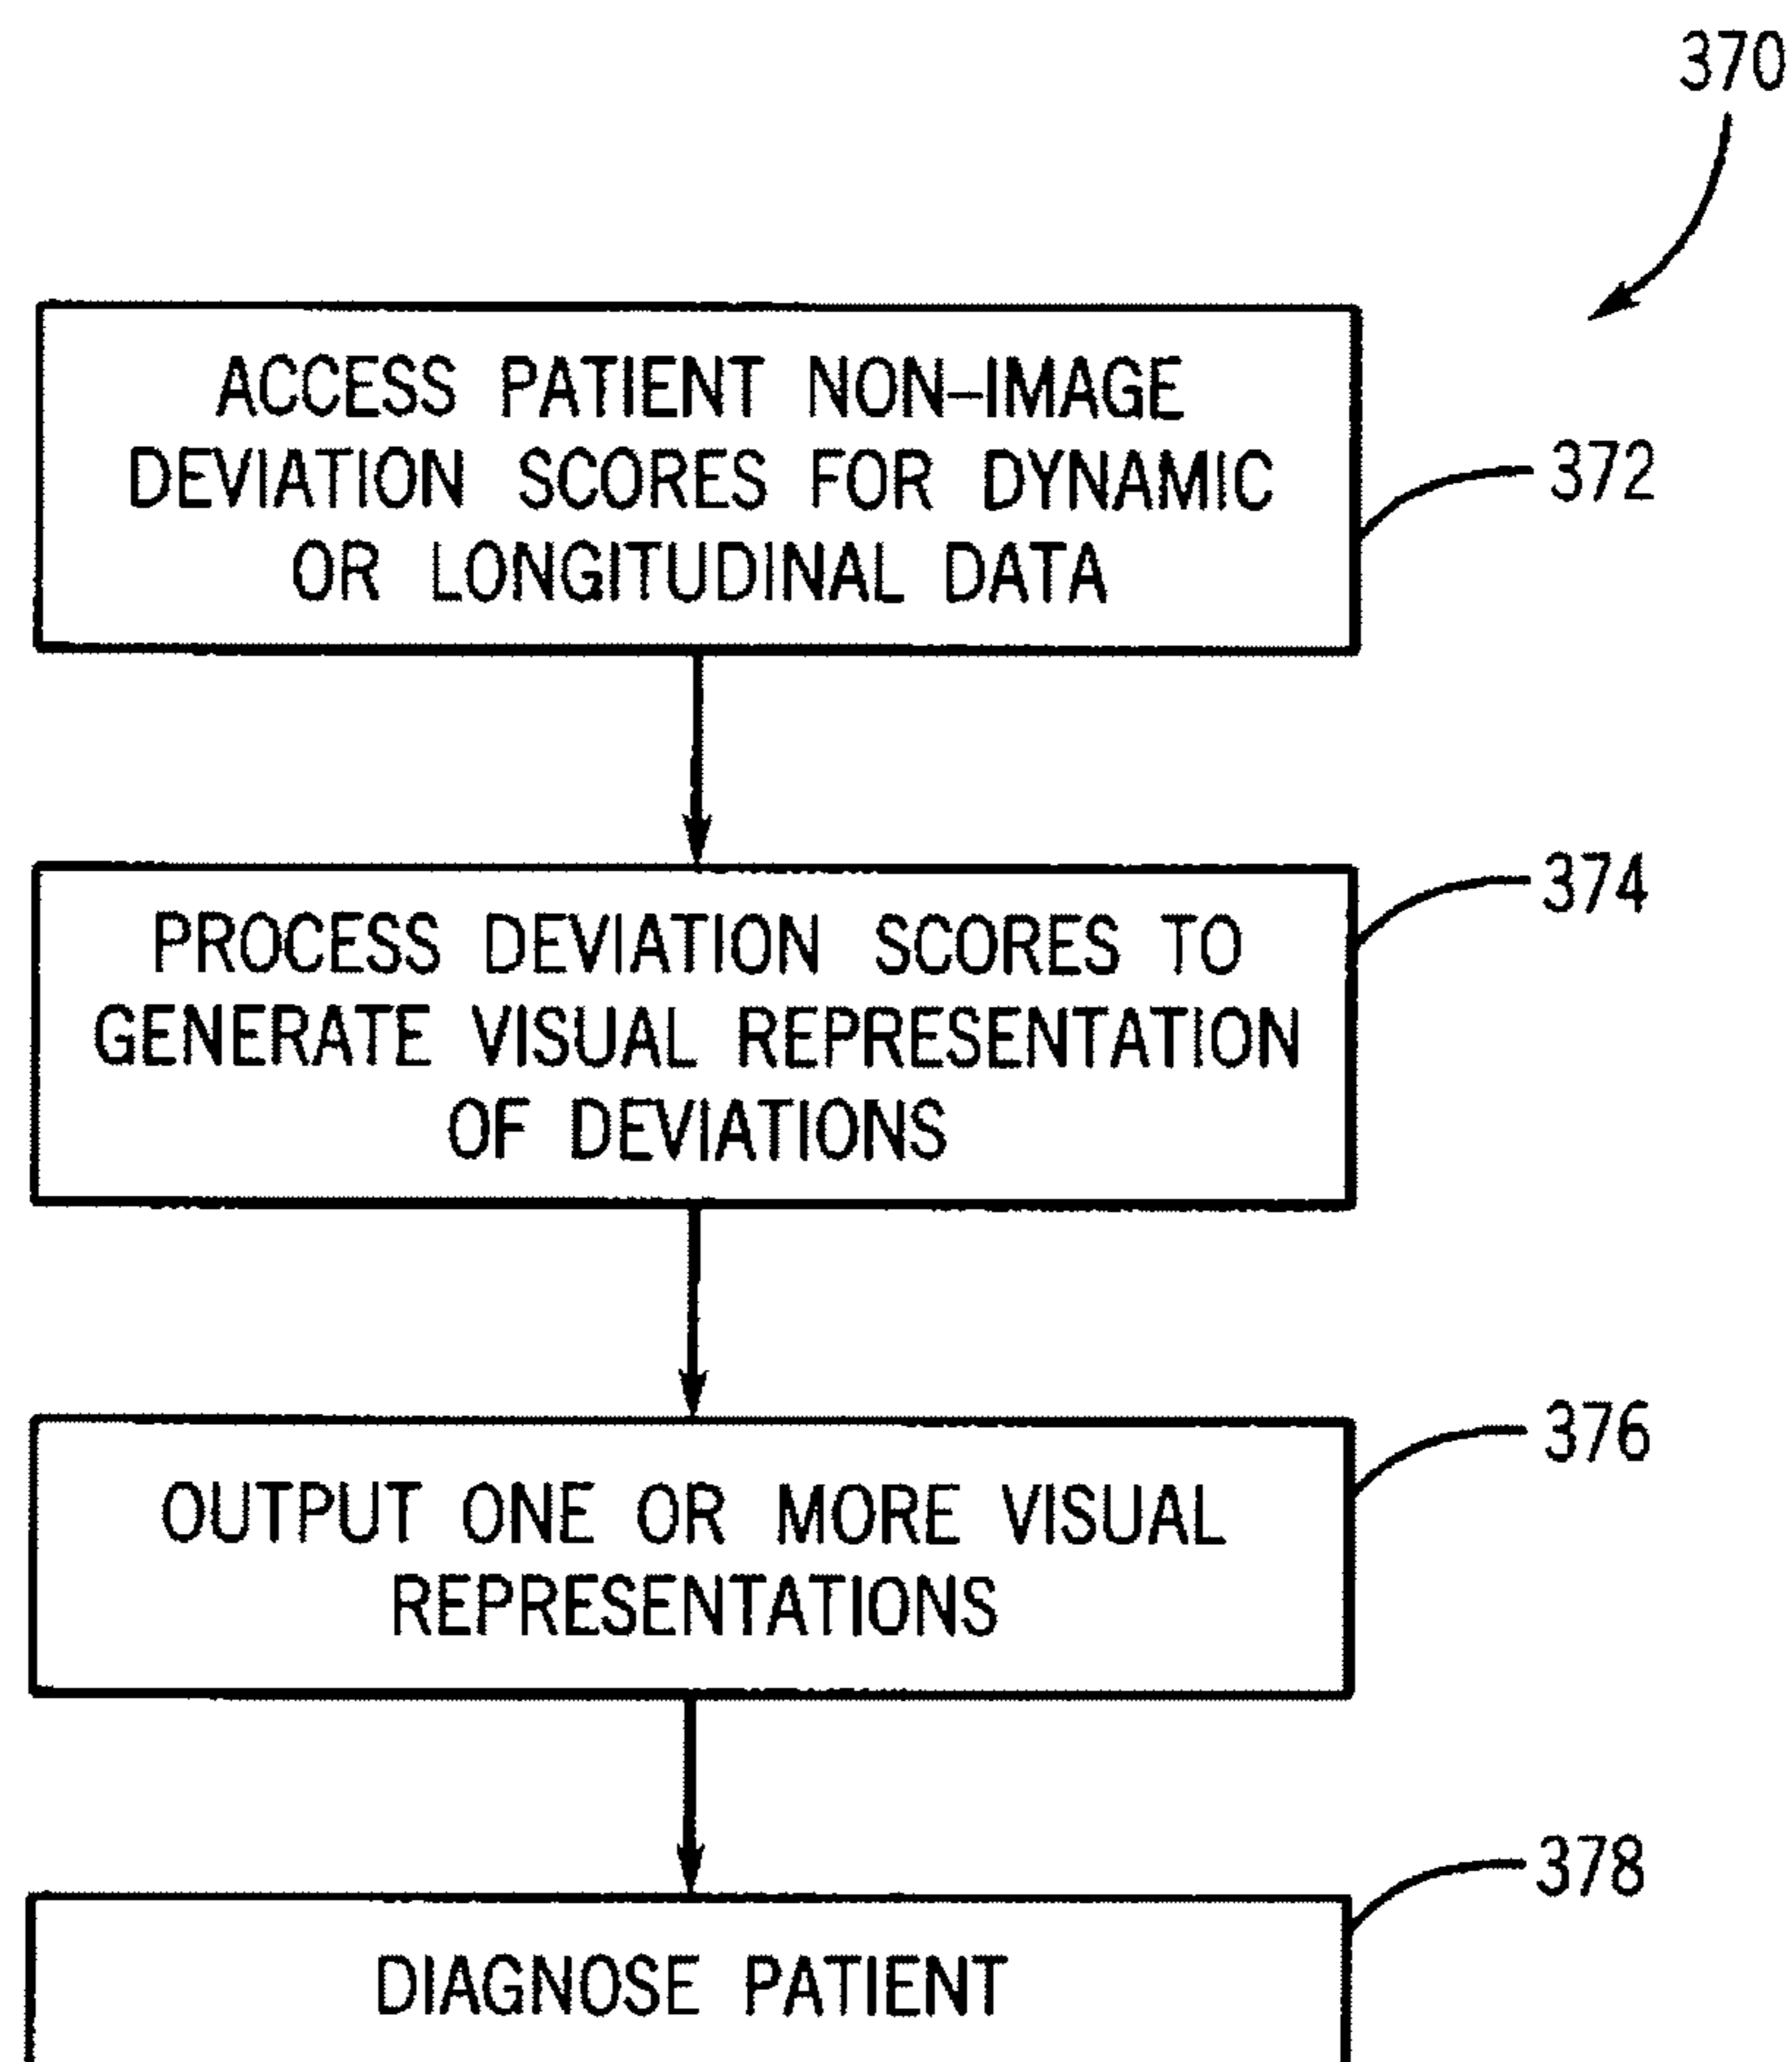 370
ACCESS PATIENT NON-IMAGE
DEVIATION SCORES FOR DYNAMIC
OR LONGITUDINAL DATA
372
PROCESS DEVIATION SCORES TO
GENERATE VISUAL REPRESENTATION
OF DEVIATIONS
374
OUTPUT ONE OR MORE VISUAL
REPRESENTATIONS
376
DIAGNOSE PATIENT
378